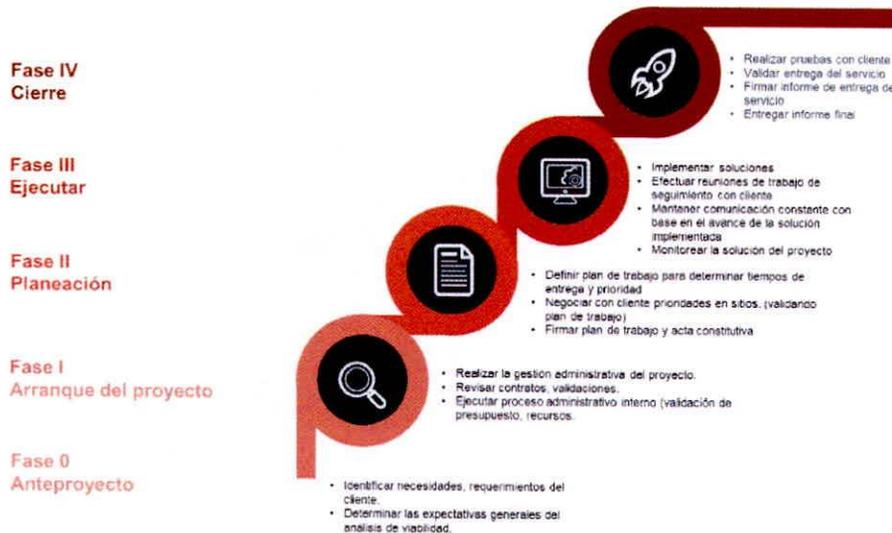 Fase IV
Cierre
• Realizar pruebas con cliente
• Validar entrega del servicio
• Firmar informe de entrega de
servicio
• Entregar informe final
Fase III
Ejecutar
• Implementar soluciones
• Efectuar reuniones de trabajo de
seguimiento con cliente
• Mantener comunicación constante con
base en el avance de la solución
implementada
• Monitorear la solución del proyecto
Fase II
Planeación
• Definir plan de trabajo para determinar tiempos de
entrega y prioridad
• Negociar con cliente prioridades en sitios, (validando
plan de trabajo)
• Firmar plan de trabajo y acta constitutiva
Fase I
Arranque del proyecto
• Realizar la gestión administrativa del proyecto.
• Revisar contratos, validaciones.
• Ejecutar proceso administrativo interno (validación de
presupuesto, recursos.
Fase 0
Anteproyecto
• Identificar necesidades, requerimientos del
cliente.
• Determinar las expectativas generales del
análisis de viabilidad.